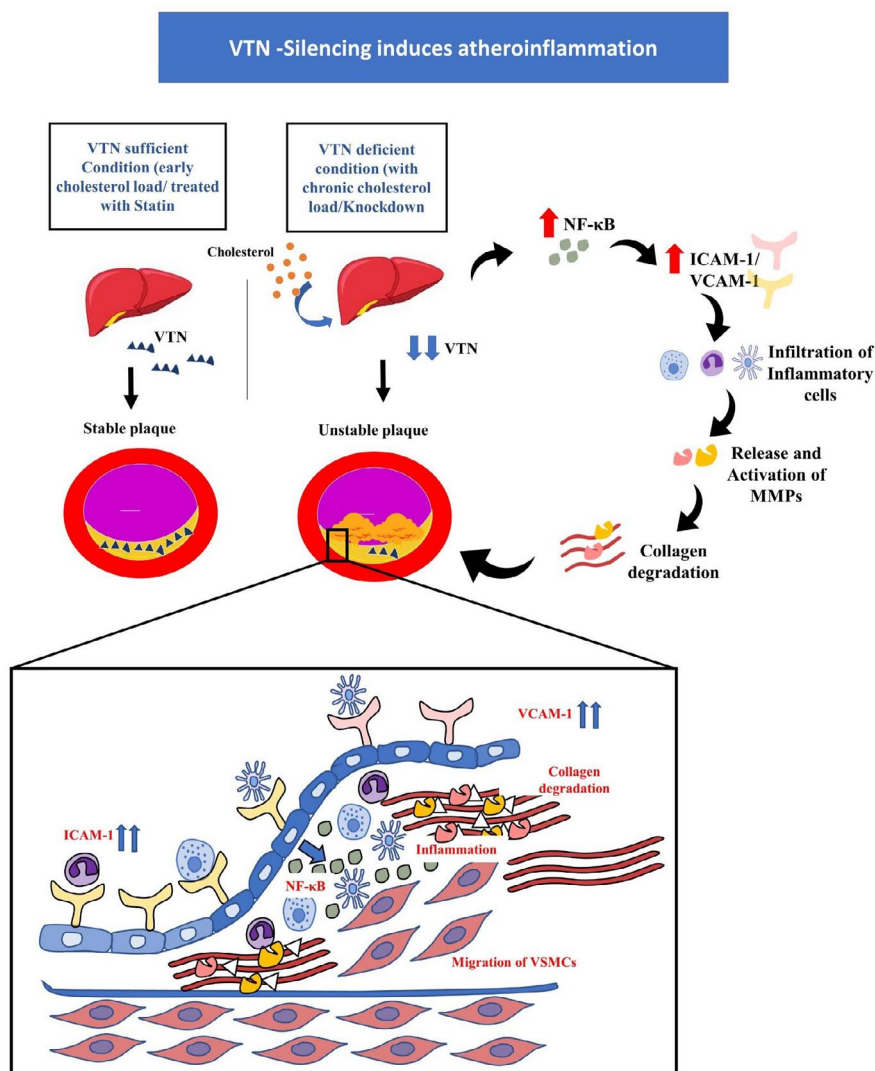 VTN -Silencing induces atheroinflammation
VTN sufficient
Condition (early
cholesterol load/ treated
with Statin
VTN deficient
condition (with
chronic cholesterol
load/Knockdown
Cholesterol
NF-κB
ICAM-1/
VCAM-1
VTN
VTN
Infiltration of
Inflammatory
cells
Stable plaque
Unstable plaque
Release and
Activation of
MMPs
Collagen
degradation
VCAM-1
Collagen
degradation
ICAM-1
Inflammation
NF-κB
Migration of VSMCs